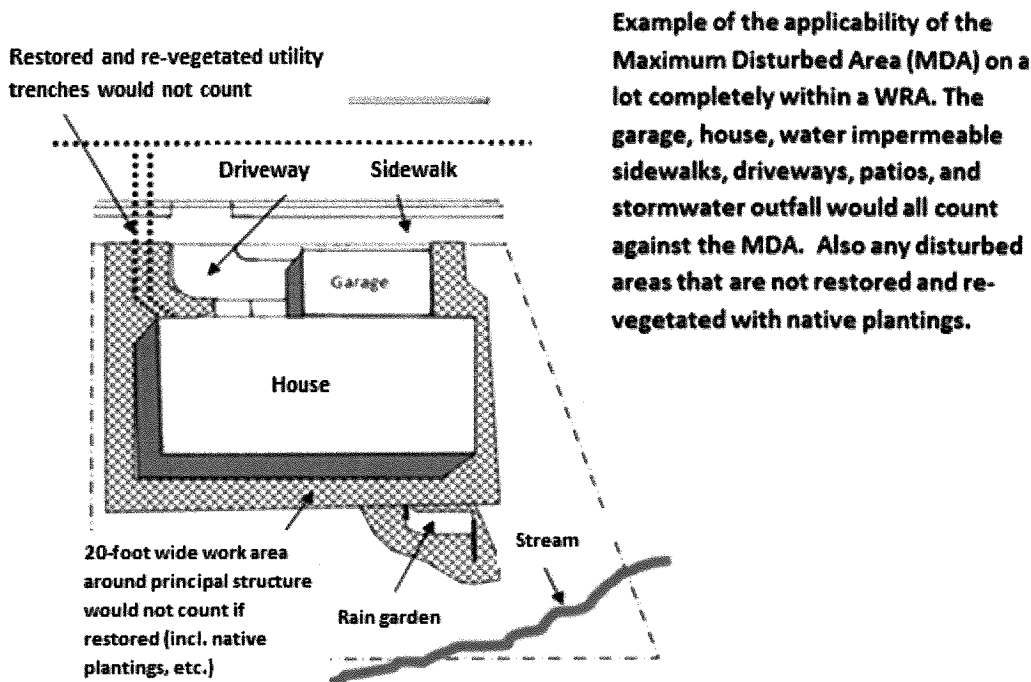 Example of the applicability of the
Maximum Disturbed Area (MDA) on a
lot completely within a WRA. The
garage, house, water impermeable
sidewalks, driveways, patios, and
stormwater outfall would all count
against the MDA. Also any disturbed
areas that are not restored and re-
vegetated with native plantings.
Restored and re-vegetated utility
trenches would not count
Driveway
Sidewalk
Garage
House
20-foot wide work area
around principal structure
would not count if
restored (incl. native
plantings, etc.)
Rain garden
Stream